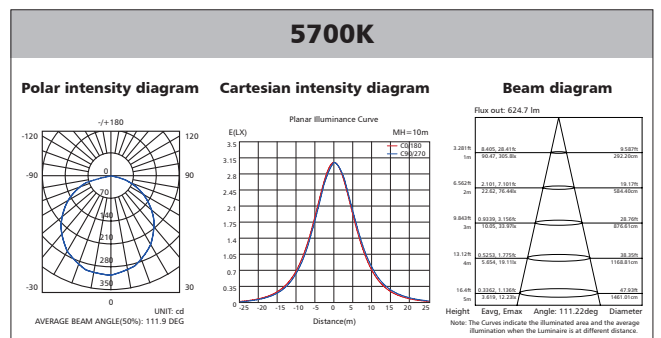 5700K
Polar intensity diagram
Cartesian intensity diagram
Beam diagram
-/+180
-120
120
-90
90
-30
30
0
70
140
210
280
350
0
UNIT: cd
AVERAGE BEAM ANGLE(50%): 111.9 DEG
Planar Illuminance Curve
E(LX)
MH=10m
C0/180
C90/270
3.5
3.15
2.8
2.45
2.1
1.75
1.4
1.05
0.7
0.35
0
-25 -20 -15 -10 -5 0 5 10 15 20 25
Distance(m)
Flux out: 624.7 lm
3.281ft 8.405, 28.41fc 9.587ft
1m 90.47, 305.8lx 292.20cm
6.562ft 2.101, 7.101fc 19.17ft
2m 22.62, 76.44lx 584.40cm
9.843ft 0.9339, 3.156fc 28.76ft
3m 10.05, 33.97lx 876.61cm
13.12ft 0.5253, 1.775fc 38.35ft
4m 5.654, 19.11lx 1168.81cm
16.4ft 0.3362, 1.136fc 47.93ft
5m 3.619, 12.23lx 1461.01cm
Height Eavg, Emax Angle: 111.22deg Diameter
Note: The Curves indicate the illuminated area and the average
illumination when the Luminaire is at different distance.